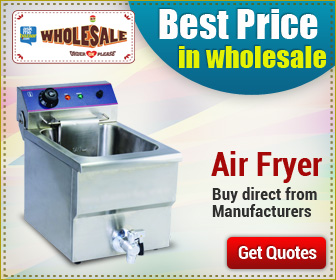 WHOLESALE
ORDER PLEASE
Best Price
in wholesale
Air Fryer
Buy direct from
Manufacturers
Get Quotes